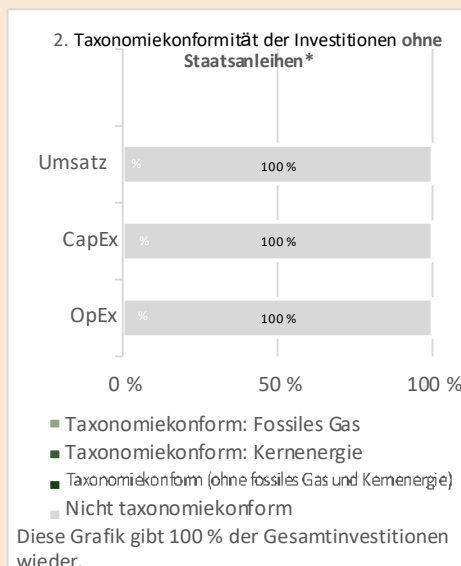 2. Taxonomiekonformität der Investitionen ohne
Staatsanleihen*
Umsatz
%
100 %
CapEx
%
100 %
OpEx
%
100 %
0 %
50 %
100 %
Taxonomiekonform: Fossiles Gas
Taxonomiekonform: Kernenergie
Taxonomiekonform (ohne fossiles Gas und Kernenergie)
Nicht taxonomiekonform
Diese Grafik gibt 100 % der Gesamtinvestitionen
wieder.